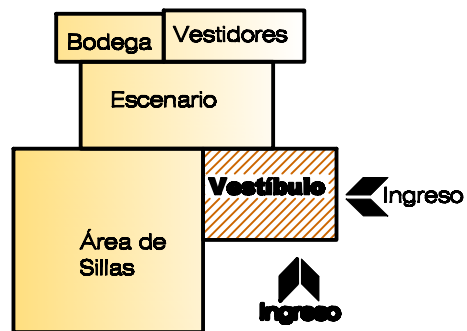 Bodega
Vestidores
Escenario
Vestíbulo
Ingreso
Área de
Sillas
Ingreso